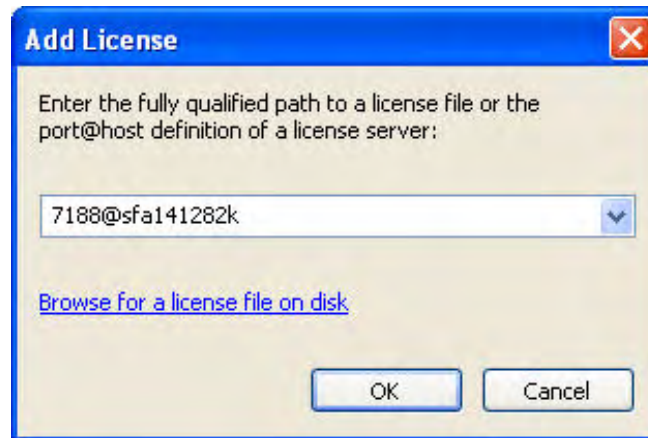 Add License
Enter the fully qualified path to a license file or the
port@host definition of a license server:
7188@sfa141282k
Browse for a license file on disk
OK
Cancel